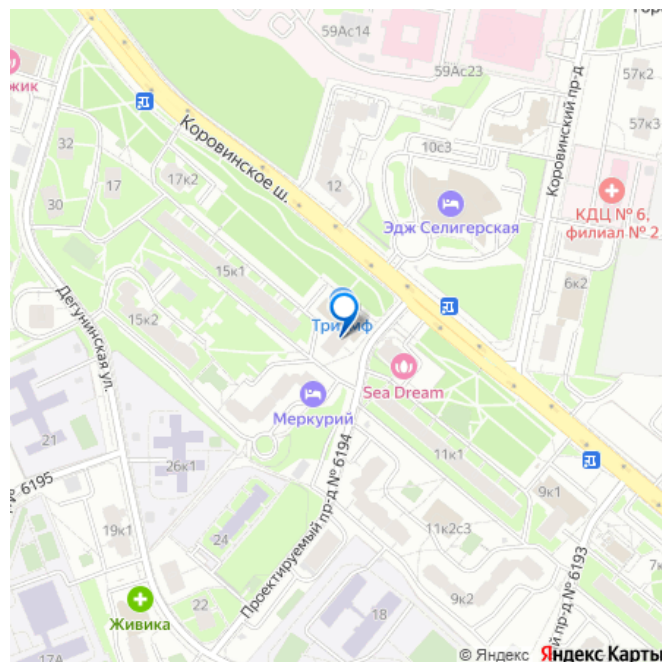 59Ас14
59Ас23
57к2
57к3
жик
32
17
17к2
30
Коровинское ш.
12
10с3
Эдж Селигерская
Коровинский пр-д
КДЦ № 6,
филиал № 2,
6к2
15к1
15к2
Дегунинская ул.
Меркурий
Sea Dream
21
26к1
Проектируемый пр-д № 6194
11к1
9к1
№ 6195
19к1
24
11к2с3
й пр-д № 6193
Живика
22
18
9к2
17А
© Яндекс Яндекс Карты